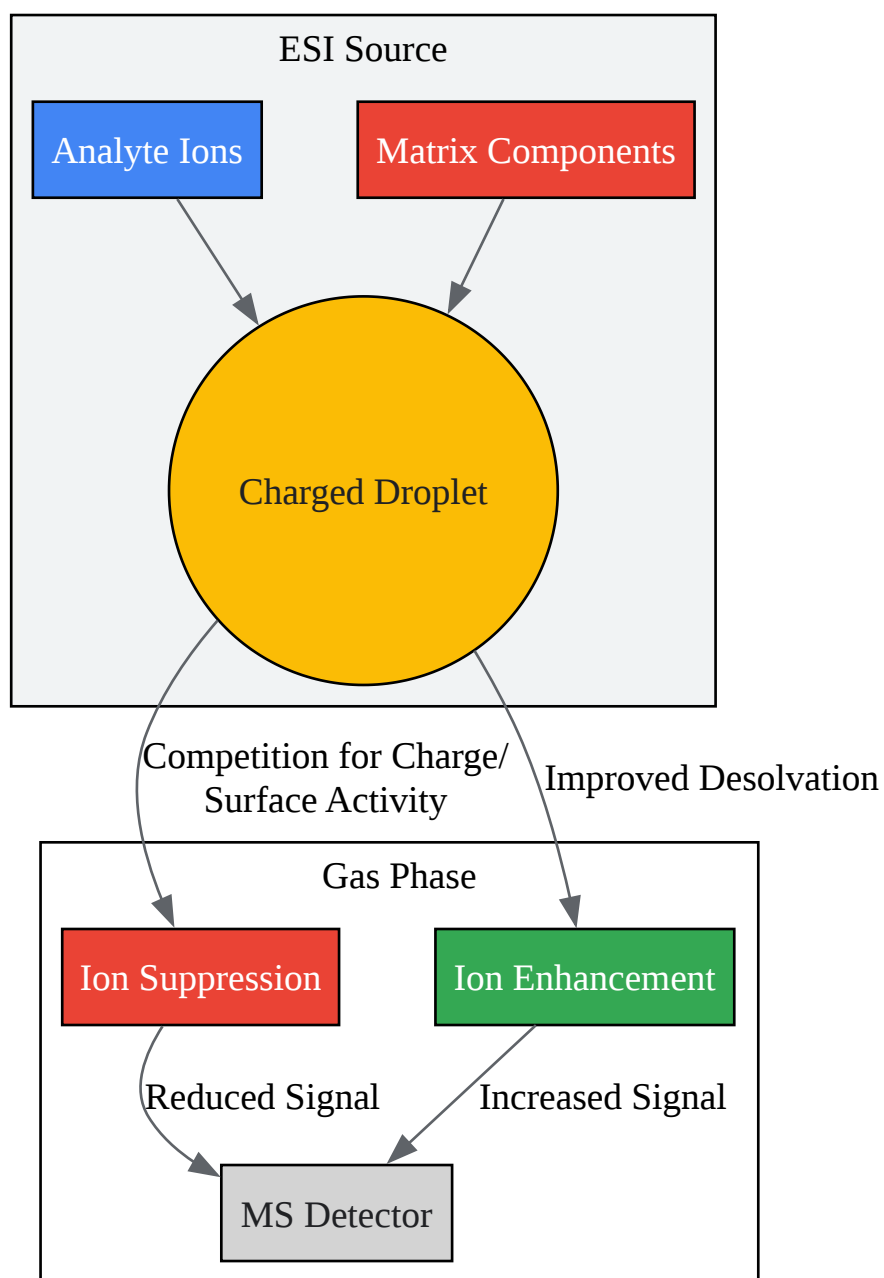 ESI Source
Analyte Ions
Matrix Components
Charged Droplet
Competition for Charge/
Surface Activity
Improved Desolvation
Gas Phase
Ion Suppression
Ion Enhancement
Reduced Signal
Increased Signal
MS Detector